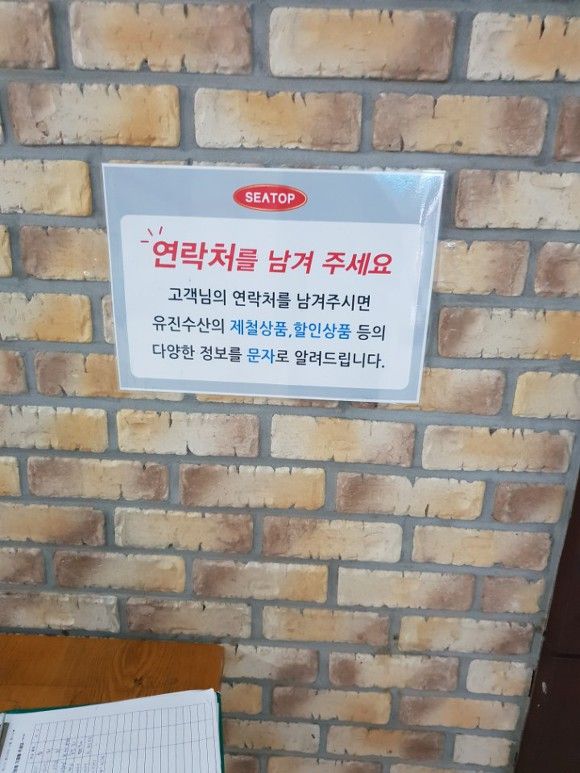 SEATOP
연락처를 남겨 주세요
고객님의 연락처를 남겨주시면
유진수산의 제철상품,할인상품 등의
다양한 정보를 문자로 알려드립니다.